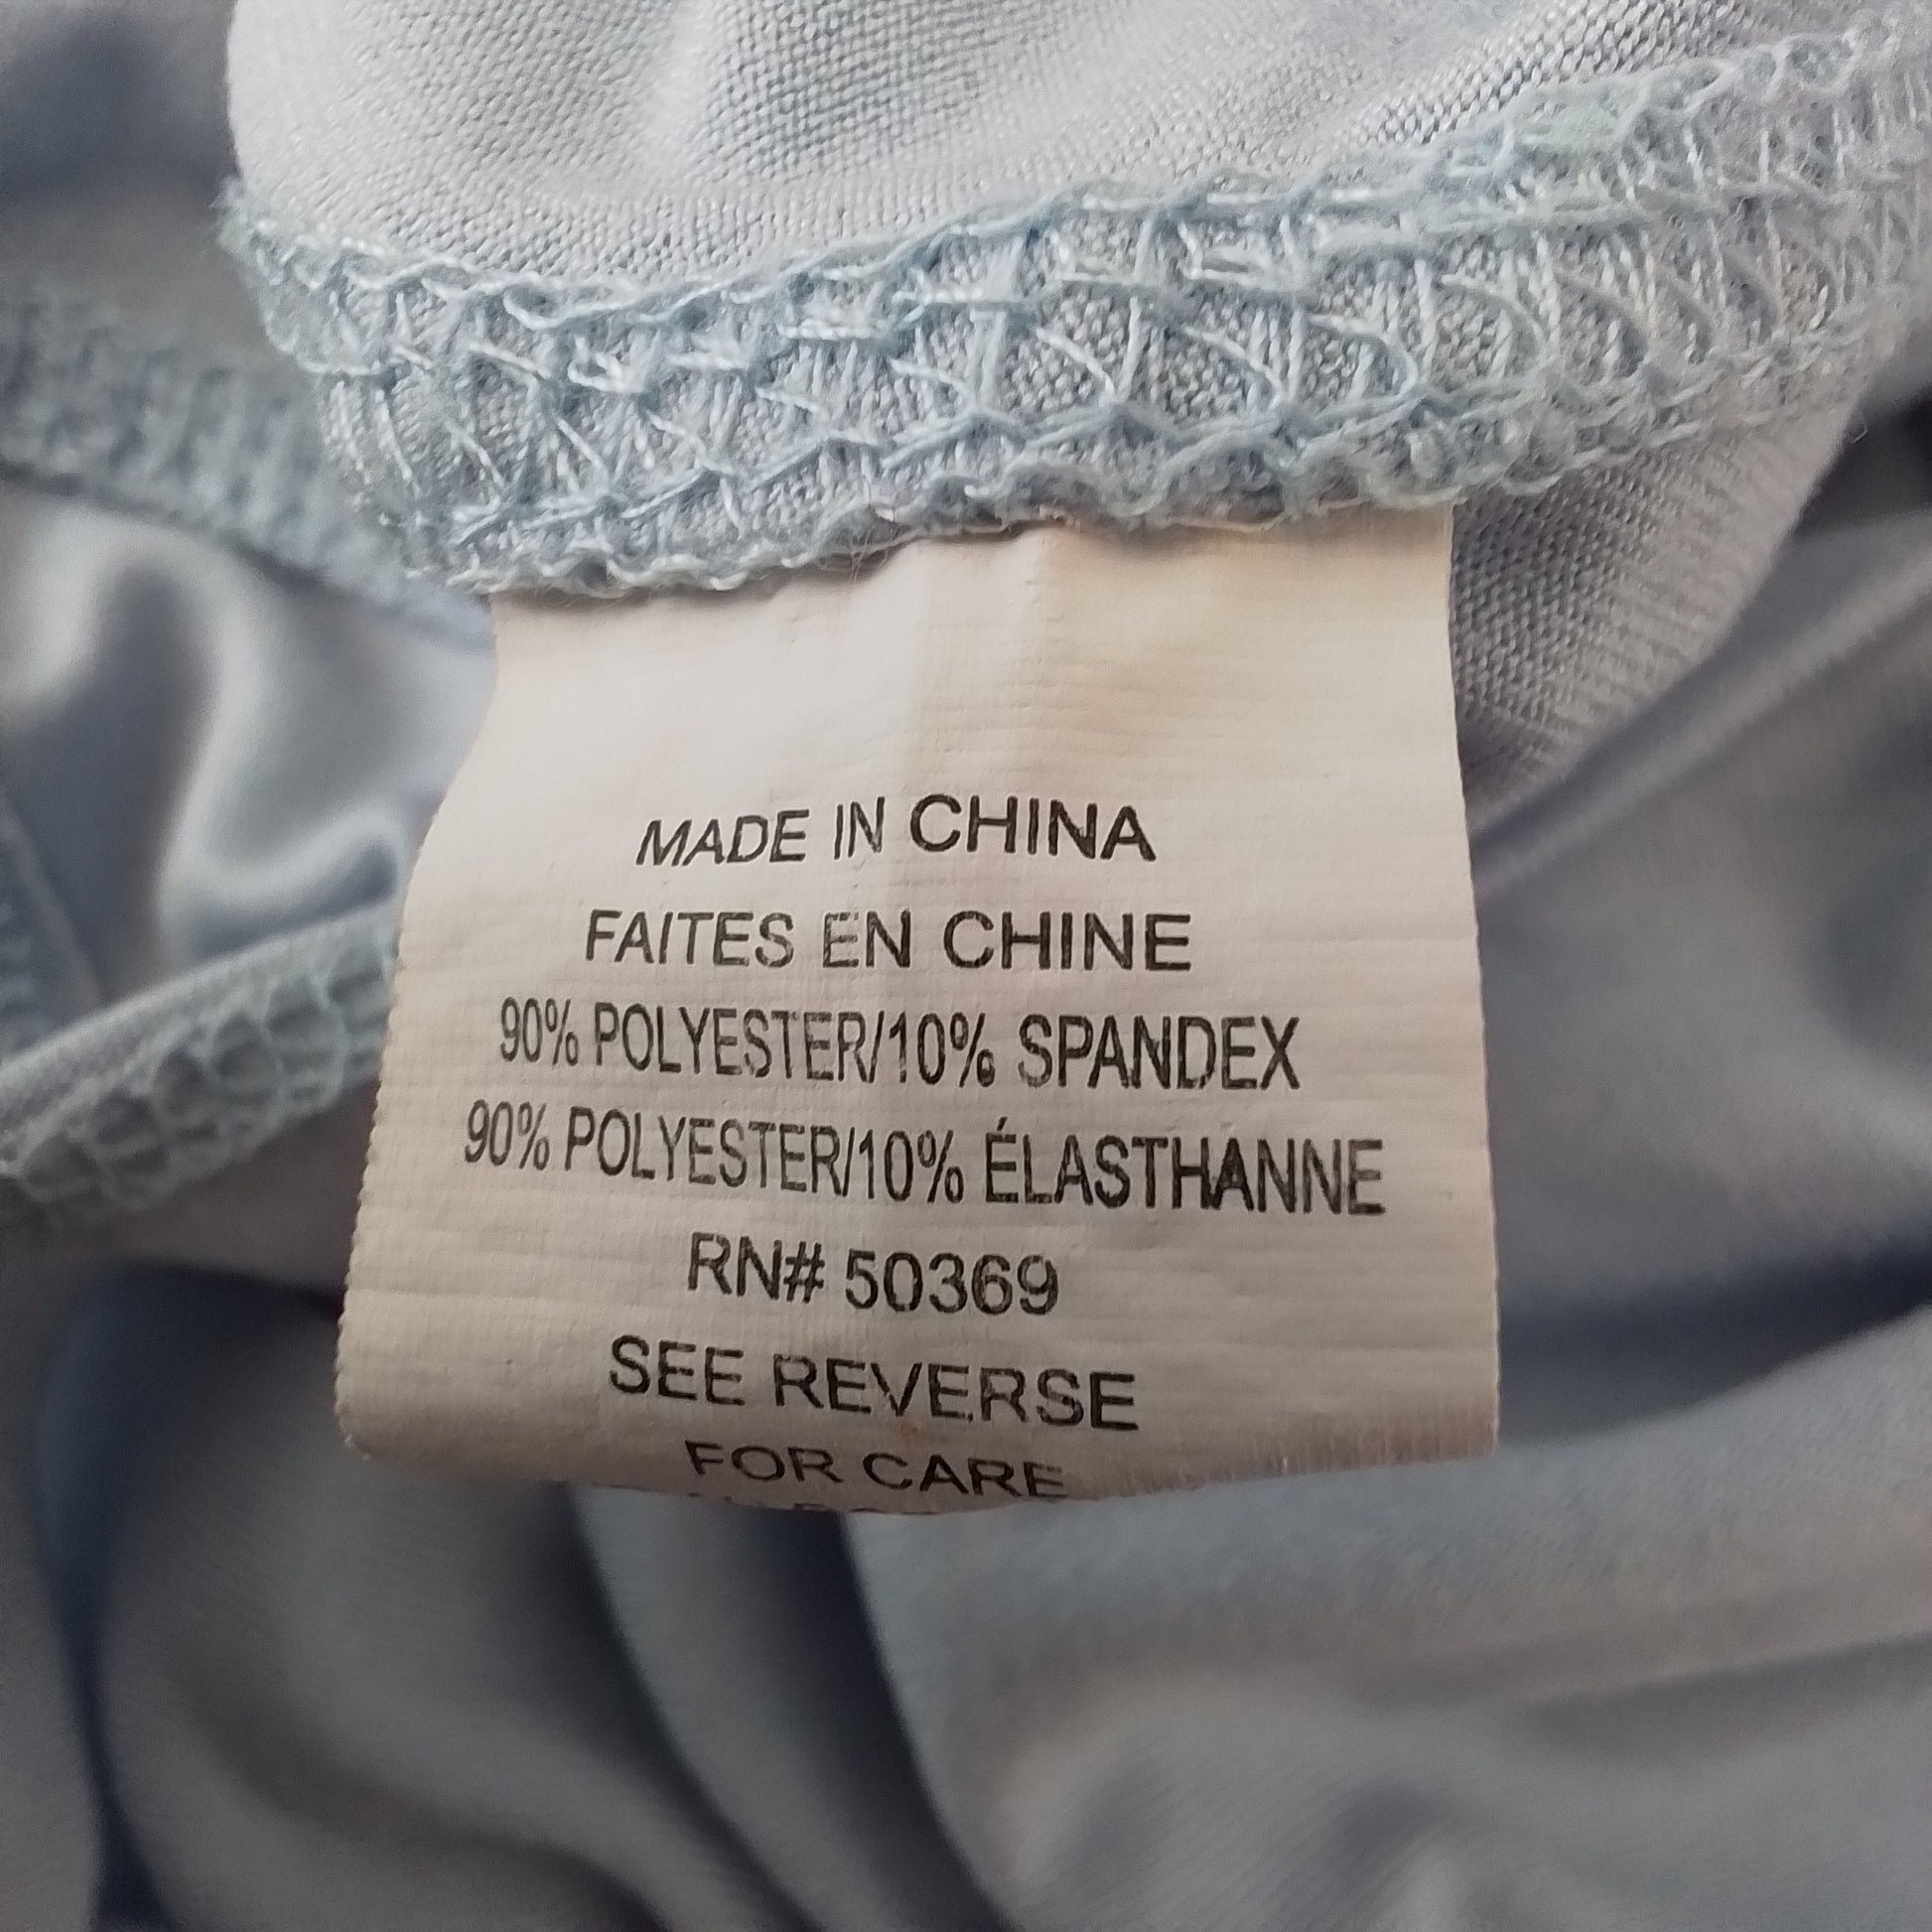 MADE IN CHINA
FAITES EN CHINE
90% POLYESTER/10% SPANDEX
90% POLYESTER/10% ÉLASTHANNE
RN# 50369
SEE REVERSE
FOR CARE